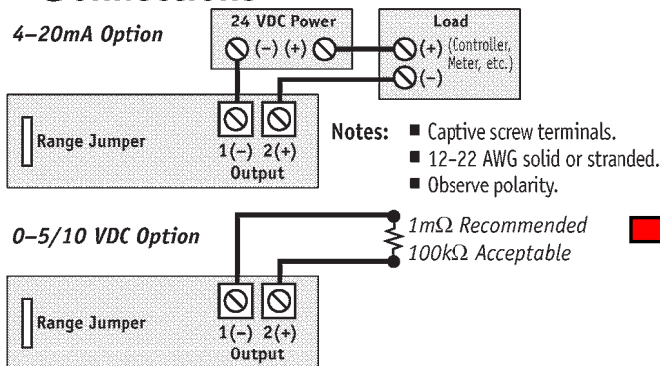 4–20mA Option
24 VDC Power
(–) (+)
Load
(+) (Controller,
Meter, etc.)
(–)
Range Jumper
1(–) 2(+)
Output
Notes: ■ Captive screw terminals.
■ 12–22 AWG solid or stranded.
■ Observe polarity.
0–5/10 VDC Option
1mΩ Recommended
100kΩ Acceptable
Range Jumper
1(–) 2(+)
Output